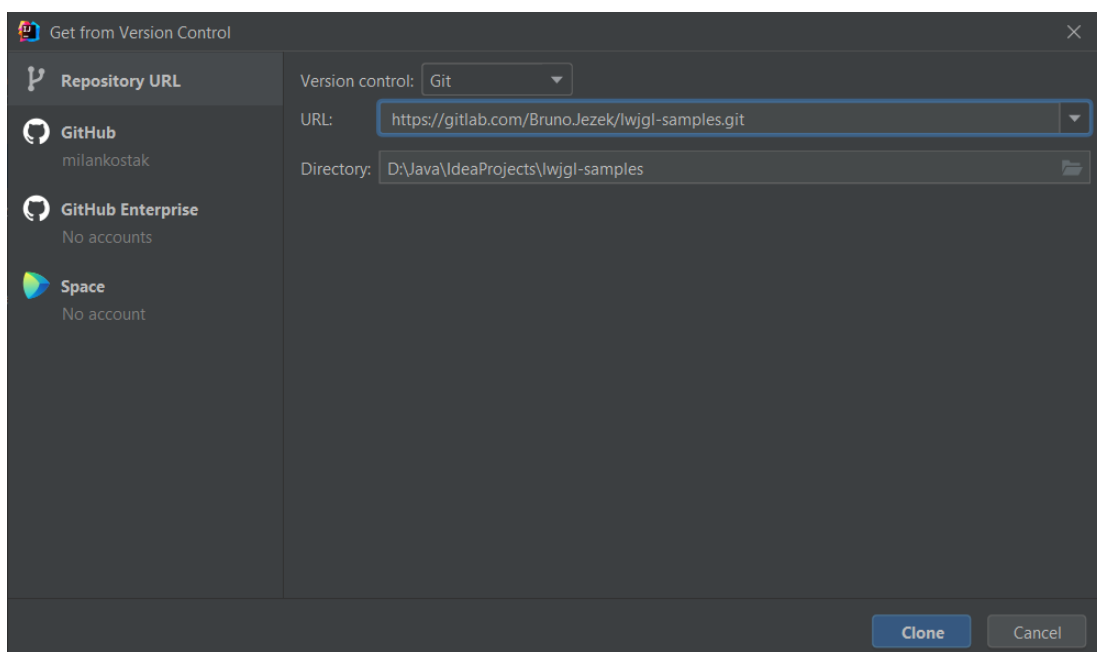 Get from Version Control
Repository URL
GitHub
milankostak
GitHub Enterprise
No accounts
Space
No account
Version control: Git
URL: https://gitlab.com/BrunoJezek/lwjgl-samples.git
Directory: D:\Java\IdeaProjects\lwjgl-samples
Clone Cancel